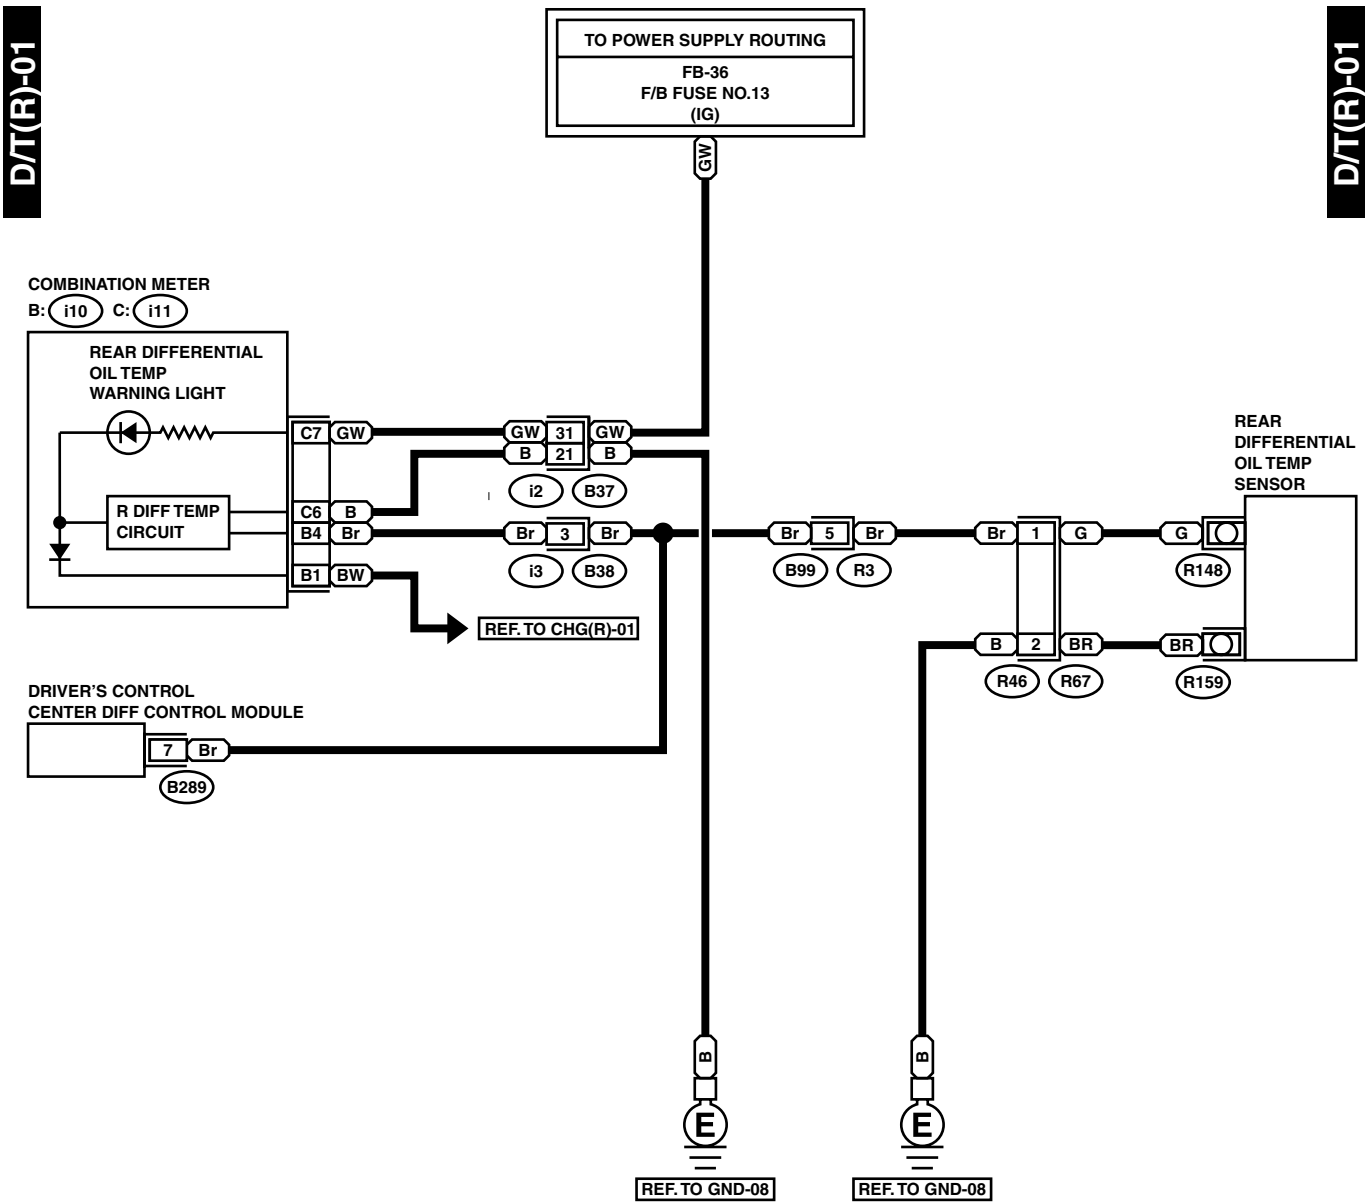 D/T(R)-01
D/T(R)-01
TO POWER SUPPLY ROUTING
FB-36
F/B FUSE NO.13
(IG)
GW
COMBINATION METER
B: i10 C: i11
REAR DIFFERENTIAL
OIL TEMP
WARNING LIGHT
R DIFF TEMP
CIRCUIT
C7 GW
GW 31 GW
B 21 B
i2 B37
C6 B
B4 Br
Br 3 Br
i3 B38
B1 BW
REF. TO CHG(R)-01
Br 5 Br
B99 R3
Br 1 G
G
R148
B 2 BR
BR
R46 R67
R159
REAR
DIFFERENTIAL
OIL TEMP
SENSOR
DRIVER'S CONTROL
CENTER DIFF CONTROL MODULE
7 Br
B289
B
B
E
E
REF. TO GND-08
REF. TO GND-08